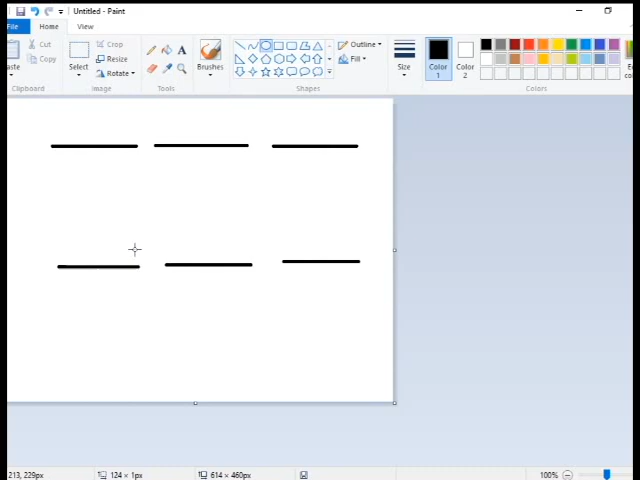 Untitled - Paint
File Home View
Paste Cut Copy Clipboard
Select Crop Resize Rotate Image
A Tools
Brushes
Outline Fill Shapes
Size
Color 1 Color 2 Colors
213, 229px 124 × 1px 614 × 460px 100%